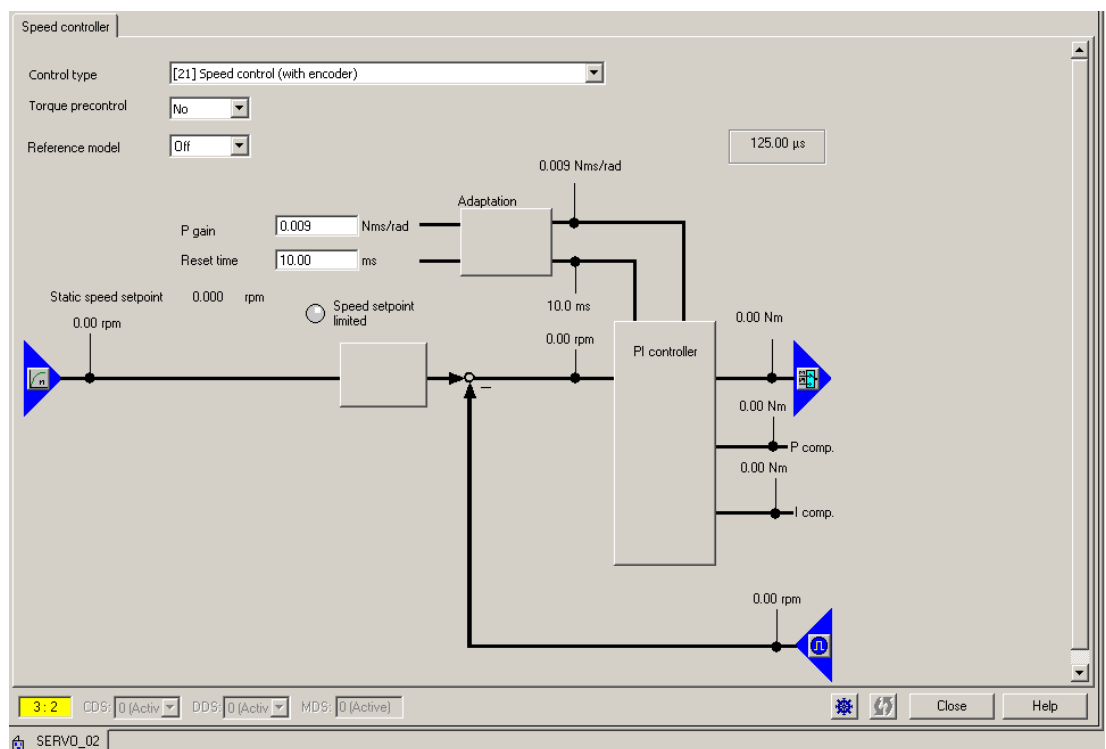 Speed controller
Control type [21] Speed control (with encoder)
Torque precontrol No
Reference model Off
125.00 µs
0.009 Nms/rad
Adaptation
P gain 0.009 Nms/rad
Reset time 10.00 ms
Static speed setpoint 0.000 rpm
10.0 ms
Speed setpoint
limited
0.00 rpm
0.00 rpm
PI controller
0.00 Nm
0.00 Nm
P comp.
0.00 Nm
I comp.
0.00 rpm
3 : 2 CDS: 0 (Activ DDS: 0 (Activ MDS: 0 (Active)
Close Help
SERVO_02